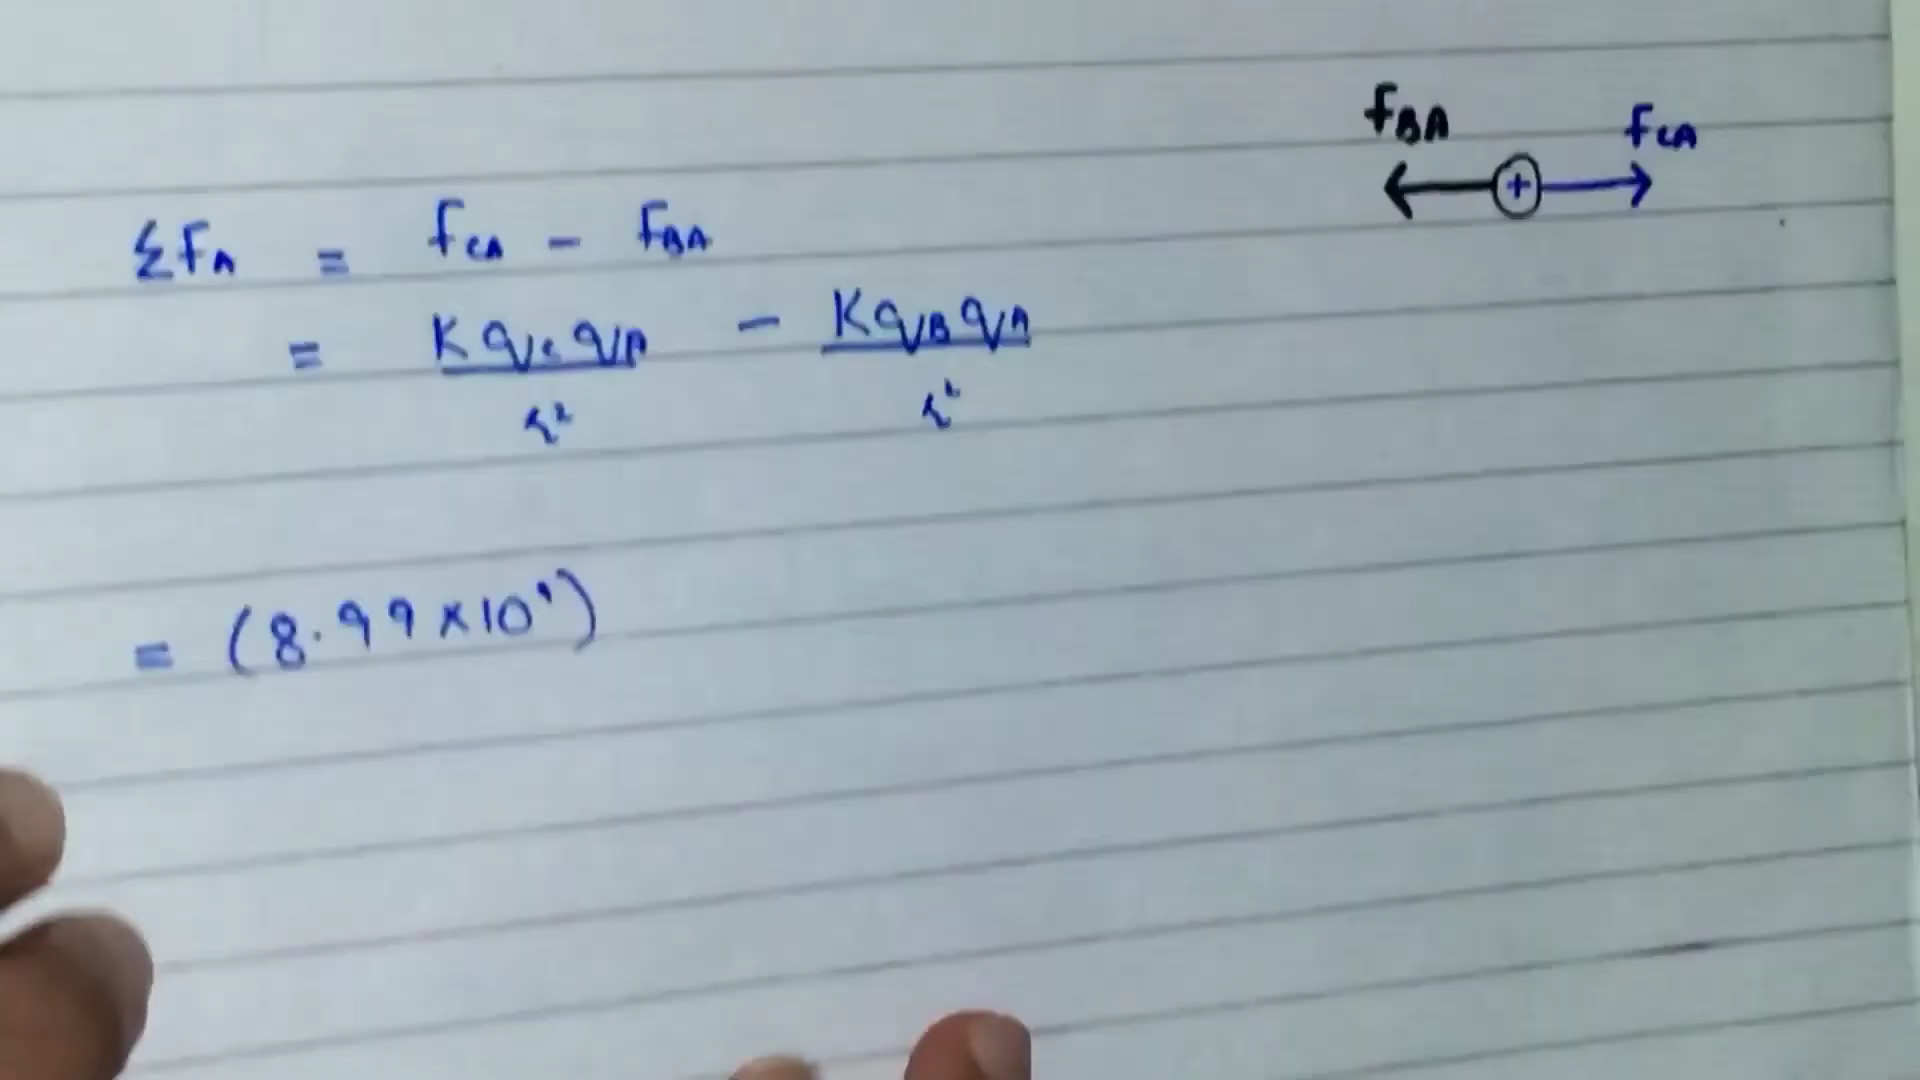 fBA fCA
+
ΣFA = fCA - fBA
= KqCqA/r² - KqBqA/r²
= (8.99×10⁹)